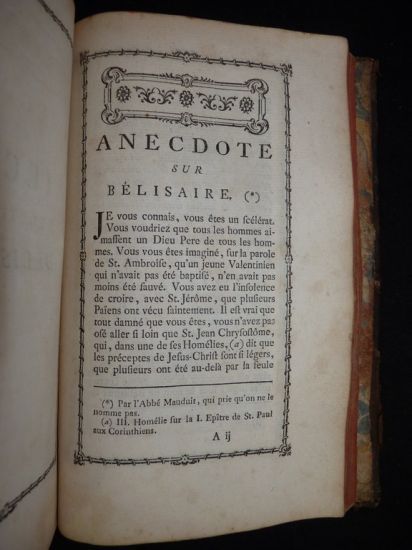 ANECDOTE
SUR
BÉLISAIRE, (*)
JE vous connais, vous êtes un scélérat.
Vous voudriez que tous les hommes ai-
maſſent un Dieu Pere de tous les hom-
mes. Vous vous êtes imaginé, ſur la parole
de St. Ambroiſe, qu'un jeune Valentinien
qui n'avait pas été baptiſé, n'en avait pas
moins été ſauvé. Vous avez eu l'inſolence
de croire, avec St. Jérôme, que pluſieurs
Païens ont vécu ſaintement. Il eſt vrai que
tout damné que vous êtes, vous n'avez pas
oſé aller ſi loin que St. Jean Chryſoſtôme,
qui, dans une de ſes Homélies, (a) dit que
les préceptes de Jesus-Chriſt ſont ſi légers,
que pluſieurs ont été au-delà par la ſeule
(*) Par l'Abbé Mauduit, qui prie qu'on ne le
nomme pas.
(a) III. Homélie sur la I. Epître de St. Paul
aux Corinthiens.
A ij